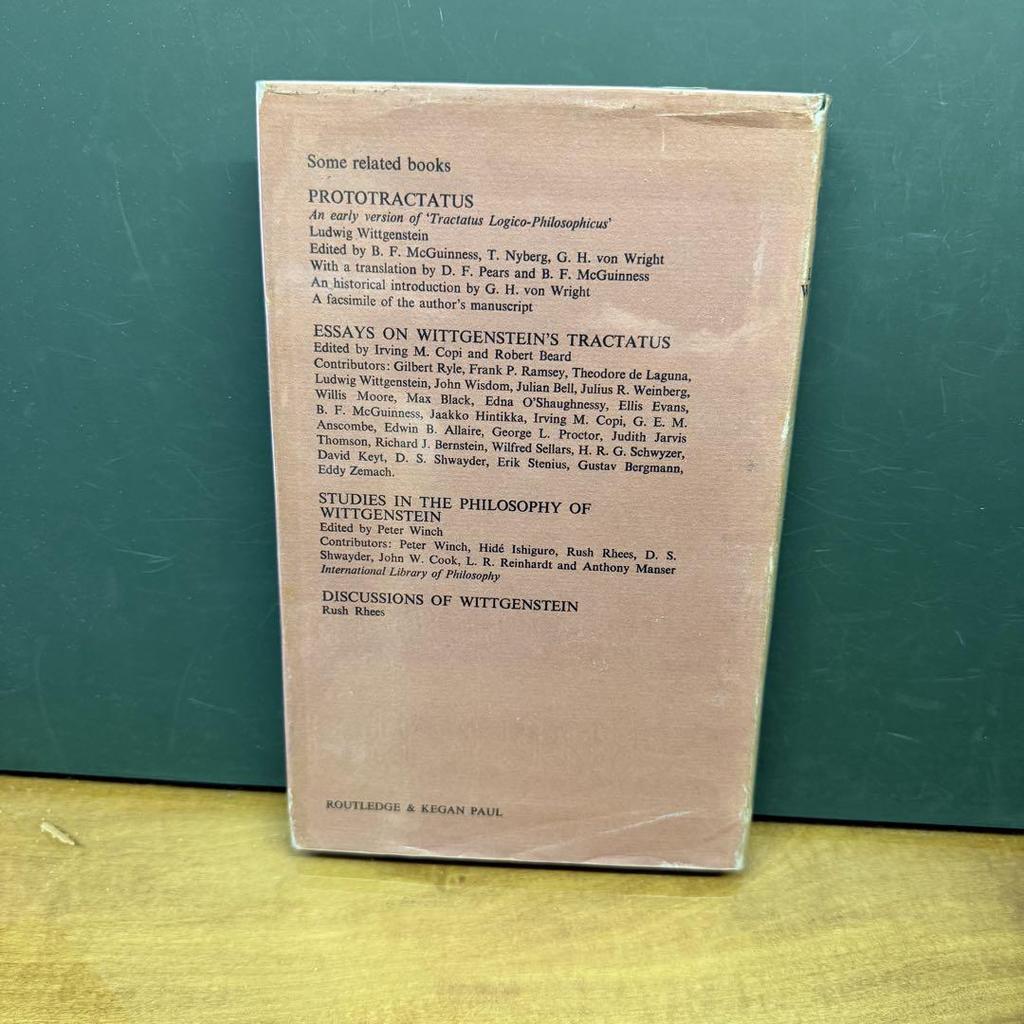 Some related books
PROTOTRACTATUS
An early version of 'Tractatus Logico-Philosophicus'
Ludwig Wittgenstein
Edited by B. F. McGuinness, T. Nyberg, G. H. von Wright
With a translation by D. F. Pears and B. F. McGuinness
An historical introduction by G. H. von Wright
A facsimile of the author's manuscript
ESSAYS ON WITTGENSTEIN'S TRACTATUS
Edited by Irving M. Copi and Robert Beard
Contributors: Gilbert Ryle, Frank P. Ramsey, Theodore de Laguna,
Ludwig Wittgenstein, John Wisdom, Julian Bell, Julius R. Weinberg,
Willis Moore, Max Black, Edna O'Shaughnessy, Ellis Evans,
B. F. McGuinness, Jaakko Hintikka, Irving M. Copi, G. E. M.
Anscombe, Edwin B. Allaire, George L. Proctor, Judith Jarvis
Thomson, Richard J. Bernstein, Wilfred Sellars, H. R. G. Schwyzer,
David Keyt, D. S. Shwayder, Erik Stenius, Gustav Bergmann,
Eddy Zemach.
STUDIES IN THE PHILOSOPHY OF
WITTGENSTEIN
Edited by Peter Winch
Contributors: Peter Winch, Hidé Ishiguro, Rush Rhees, D. S.
Shwayder, John W. Cook, L. R. Reinhardt and Anthony Manser
International Library of Philosophy
DISCUSSIONS OF WITTGENSTEIN
Rush Rhees
ROUTLEDGE & KEGAN PAUL